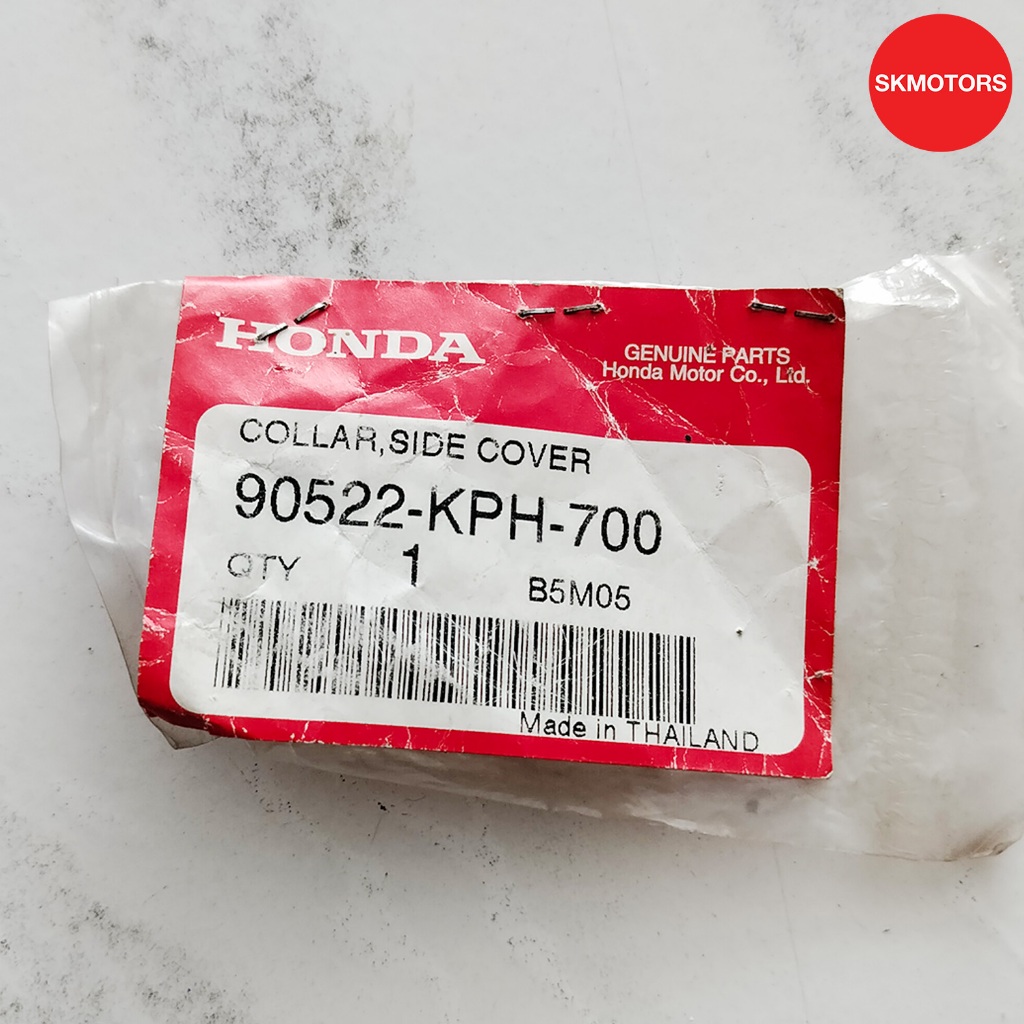 SKMOTORS
HONDA
GENUINE PARTS
Honda Motor Co., Ltd.
COLLAR,SIDE COVER
90522-KPH-700
QTY 1 B5M05
Made in THAILAND